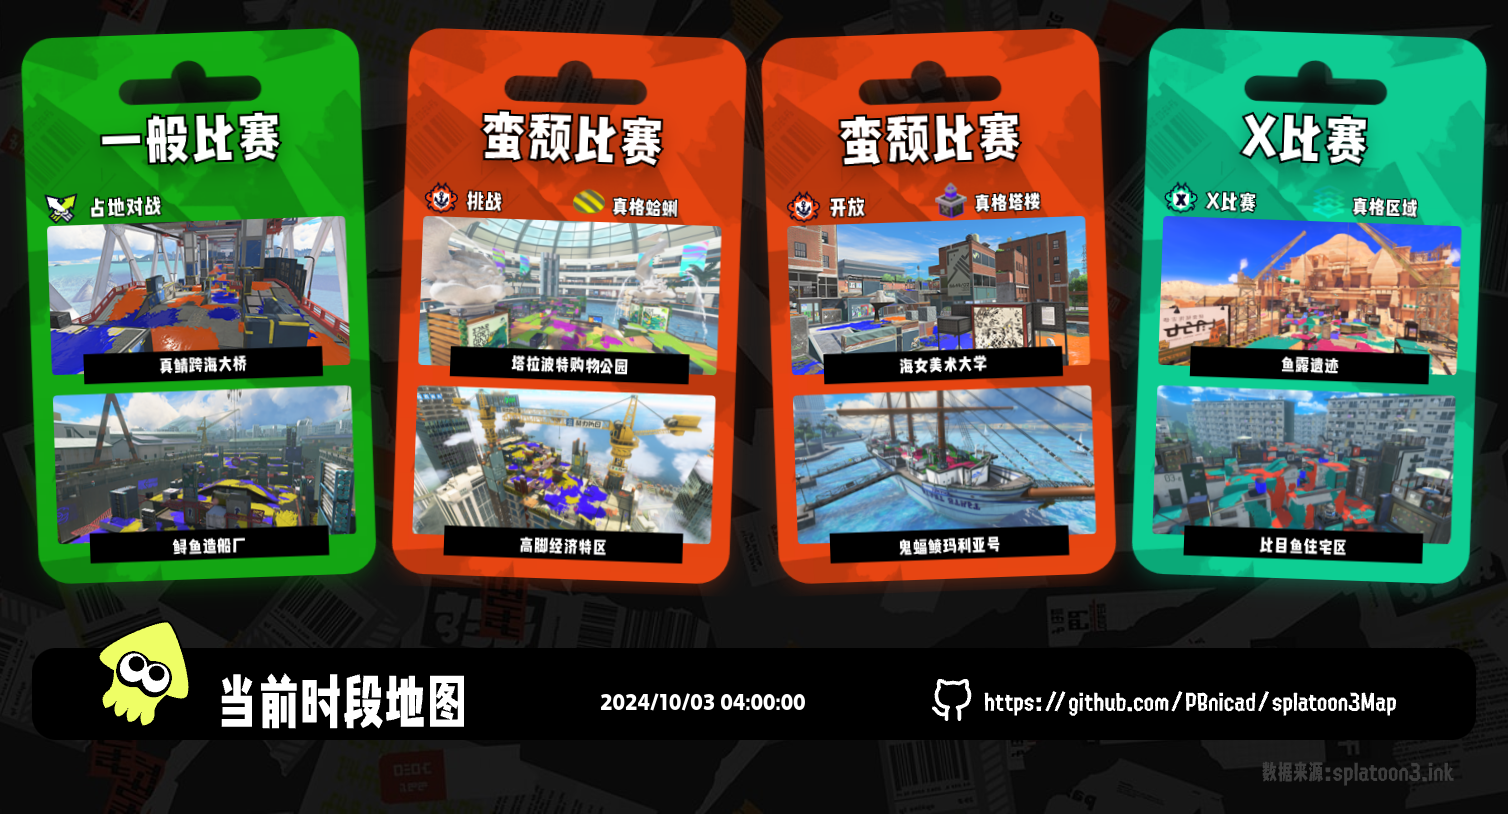 一般比赛
占地对战
真鲷跨海大桥
鲟鱼造船厂
蛮颓比赛
挑战
真格蛤蜊
塔拉波特购物公园
高脚经济特区
蛮颓比赛
开放
真格塔楼
海女美术大学
鬼蝠鲼玛利亚号
X比赛
X比赛
真格区域
鱼露遗迹
比目鱼住宅区
当前时段地图
2024/10/03 04:00:00
https://github.com/PBnicad/splatoon3Map
数据来源:splatoon3.ink